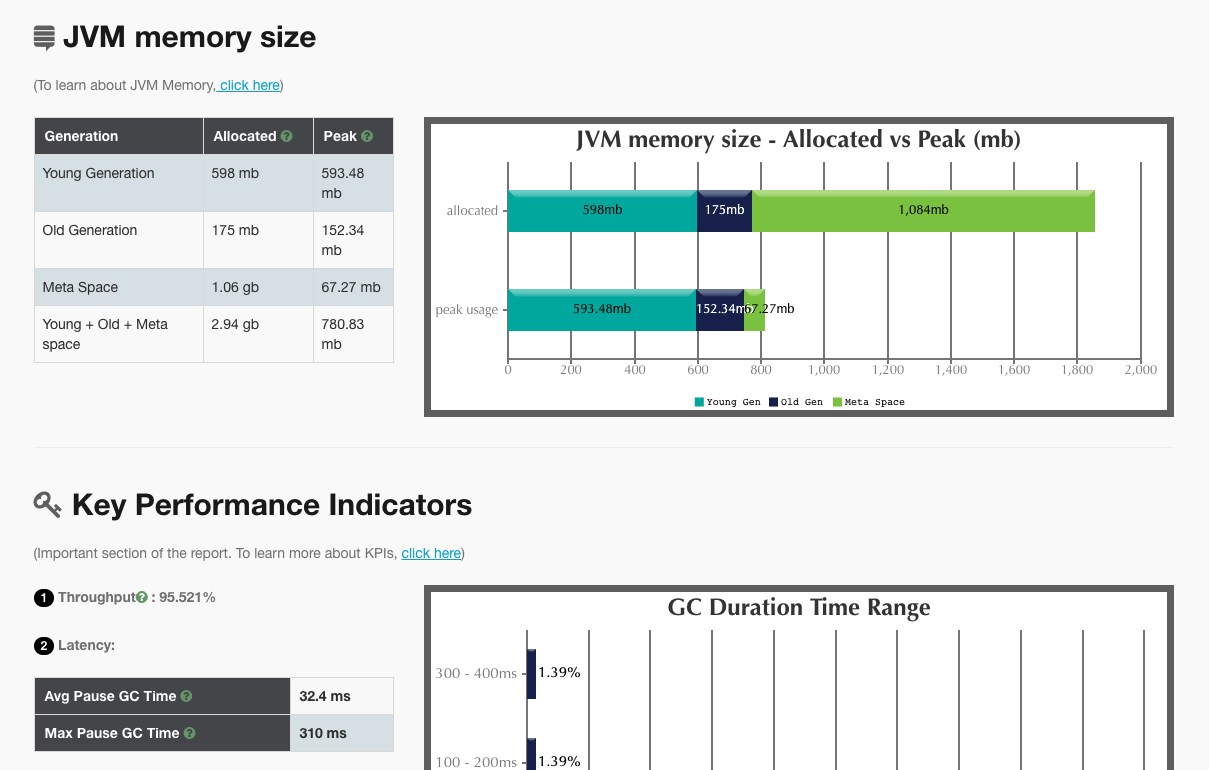 JVM memory size
(To learn about JVM Memory, click here)
Generation Allocated ? Peak ?
Young Generation 598 mb 593.48 mb
Old Generation 175 mb 152.34 mb
Meta Space 1.06 gb 67.27 mb
Young + Old + Meta space 2.94 gb 780.83 mb
JVM memory size - Allocated vs Peak (mb)
allocated 598mb 175mb 1,084mb
peak usage 593.48mb 152.34mb 67.27mb
0 200 400 600 800 1,000 1,200 1,400 1,600 1,800 2,000
Young Gen Old Gen Meta Space
Key Performance Indicators
(Important section of the report. To learn more about KPIs, click here)
1 Throughput? : 95.521%
2 Latency:
Avg Pause GC Time ? 32.4 ms
Max Pause GC Time ? 310 ms
GC Duration Time Range
300 - 400ms 1.39%
100 - 200ms 1.39%